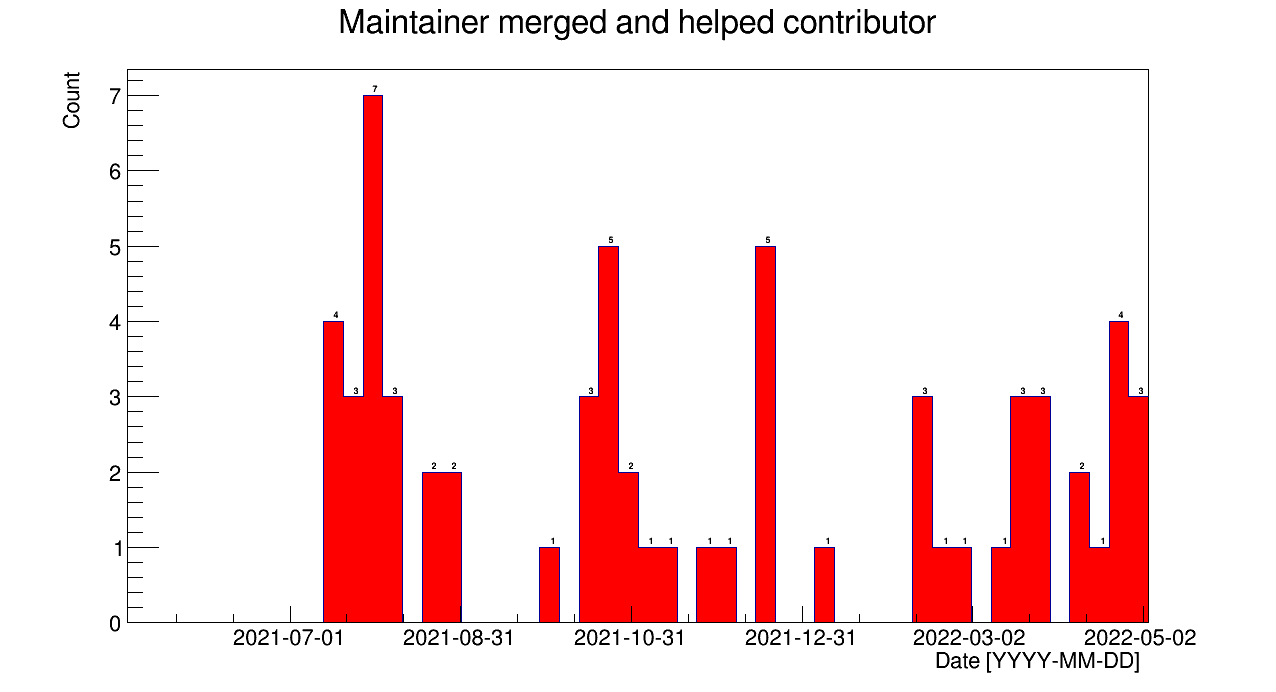 Maintainer merged and helped contributor
Count
7
6
5
4
3
2
1
0
4 3 7 3 2 2 1 3 5 2 1 1 1 1 5 1 3 1 1 1 3 3 2 1 4 3
2021-07-01 2021-08-31 2021-10-31 2021-12-31 2022-03-02 2022-05-02
Date [YYYY-MM-DD]